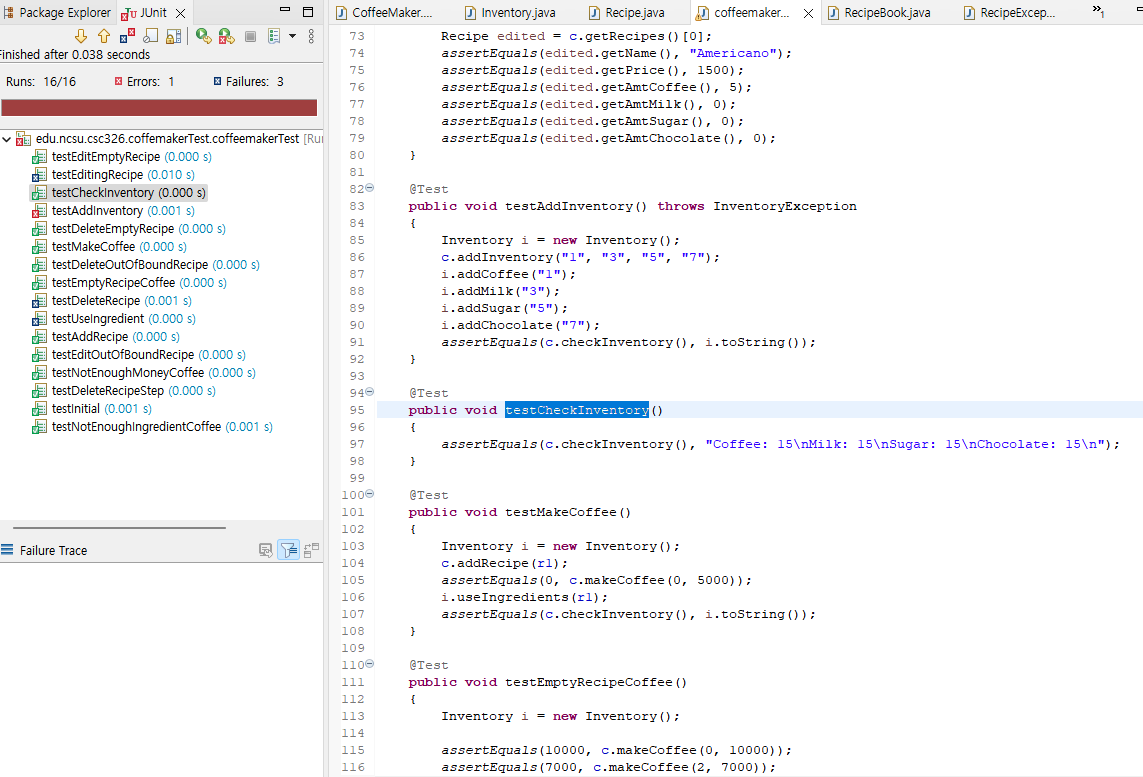 Package Explorer JUnit
Finished after 0.038 seconds
Runs: 16/16 Errors: 1 Failures: 3
edu.ncsu.csc326.coffemakerTest.coffeemakerTest [Ru
testEditEmptyRecipe (0.000 s)
testEditingRecipe (0.010 s)
testCheckInventory (0.000 s)
testAddInventory (0.001 s)
testDeleteEmptyRecipe (0.000 s)
testMakeCoffee (0.000 s)
testDeleteOutOfBoundRecipe (0.000 s)
testEmptyRecipeCoffee (0.000 s)
testDeleteRecipe (0.001 s)
testUseIngredient (0.000 s)
testAddRecipe (0.000 s)
testEditOutOfBoundRecipe (0.000 s)
testNotEnoughMoneyCoffee (0.000 s)
testDeleteRecipeStep (0.000 s)
testInitial (0.001 s)
testNotEnoughIngredientCoffee (0.001 s)
Failure Trace
CoffeeMaker.... Inventory.java Recipe.java coffeemaker... RecipeBook.java RecipeExcep... »1
73 Recipe edited = c.getRecipes()[0];
74 assertEquals(edited.getName(), "Americano");
75 assertEquals(edited.getPrice(), 1500);
76 assertEquals(edited.getAmtCoffee(), 5);
77 assertEquals(edited.getAmtMilk(), 0);
78 assertEquals(edited.getAmtSugar(), 0);
79 assertEquals(edited.getAmtChocolate(), 0);
80 }
81
82 @Test
83 public void testAddInventory() throws InventoryException
84 {
85 Inventory i = new Inventory();
86 c.addInventory("1", "3", "5", "7");
87 i.addCoffee("1");
88 i.addMilk("3");
89 i.addSugar("5");
90 i.addChocolate("7");
91 assertEquals(c.checkInventory(), i.toString());
92 }
93
94 @Test
95 public void testCheckInventory()
96 {
97 assertEquals(c.checkInventory(), "Coffee: 15\nMilk: 15\nSugar: 15\nChocolate: 15\n");
98 }
99
100 @Test
101 public void testMakeCoffee()
102 {
103 Inventory i = new Inventory();
104 c.addRecipe(r1);
105 assertEquals(0, c.makeCoffee(0, 5000));
106 i.useIngredients(r1);
107 assertEquals(c.checkInventory(), i.toString());
108 }
109
110 @Test
111 public void testEmptyRecipeCoffee()
112 {
113 Inventory i = new Inventory();
114
115 assertEquals(10000, c.makeCoffee(0, 10000));
116 assertEquals(7000, c.makeCoffee(2, 7000));